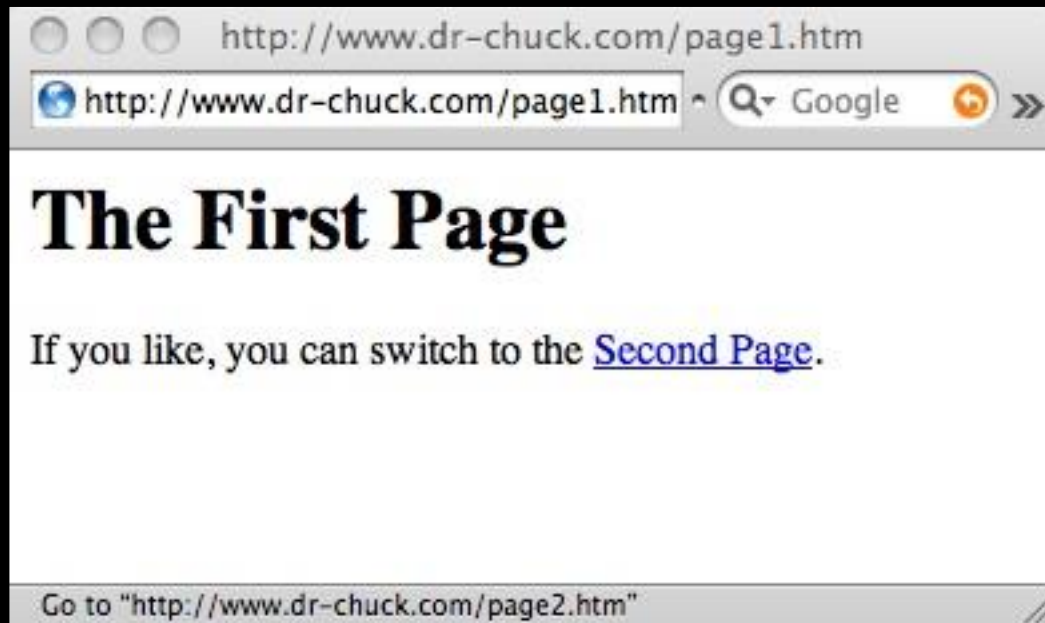 http://www.dr-chuck.com/page1.htm
http://www.dr-chuck.com/page1.htm Google
The First Page
If you like, you can switch to the Second Page.
Go to "http://www.dr-chuck.com/page2.htm"